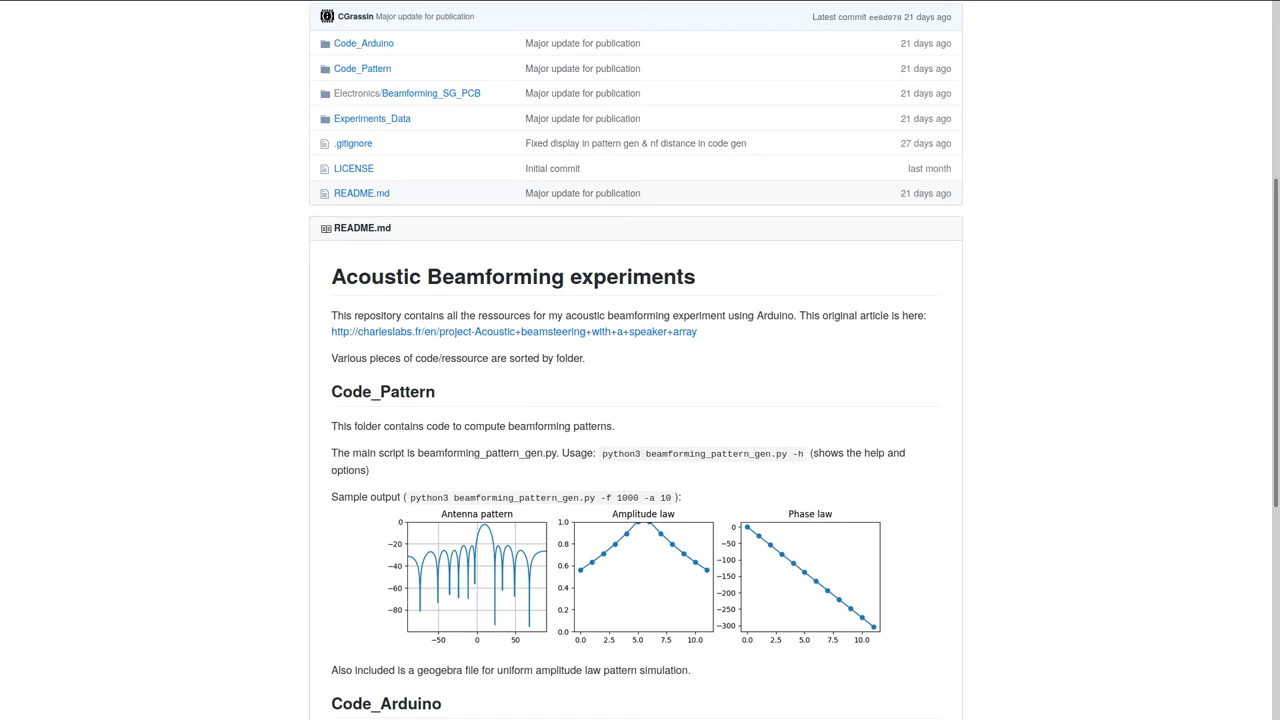 CGrassin Major update for publication Latest commit ee8d078 21 days ago
Code_Arduino Major update for publication 21 days ago
Code_Pattern Major update for publication 21 days ago
Electronics/Beamforming_SG_PCB Major update for publication 21 days ago
Experiments_Data Major update for publication 21 days ago
.gitignore Fixed display in pattern gen & nf distance in code gen 27 days ago
LICENSE Initial commit last month
README.md Major update for publication 21 days ago
README.md
Acoustic Beamforming experiments
This repository contains all the ressources for my acoustic beamforming experiment using Arduino. This original article is here:
http://charleslabs.fr/en/project-Acoustic+beamsteering+with+a+speaker+array
Various pieces of code/ressource are sorted by folder.
Code_Pattern
This folder contains code to compute beamforming patterns.
The main script is beamforming_pattern_gen.py. Usage: python3 beamforming_pattern_gen.py -h (shows the help and
options)
Sample output ( python3 beamforming_pattern_gen.py -f 1000 -a 10 ):
Antenna pattern Amplitude law Phase law
0 1.0 0
−20 0.8 −50
−40 0.6 −100
−60 0.4 −150
−80 0.2 −200
0.0 −250
−300
−50 0 50 0.0 2.5 5.0 7.5 10.0 0.0 2.5 5.0 7.5 10.0
Also included is a geogebra file for uniform amplitude law pattern simulation.
Code_Arduino